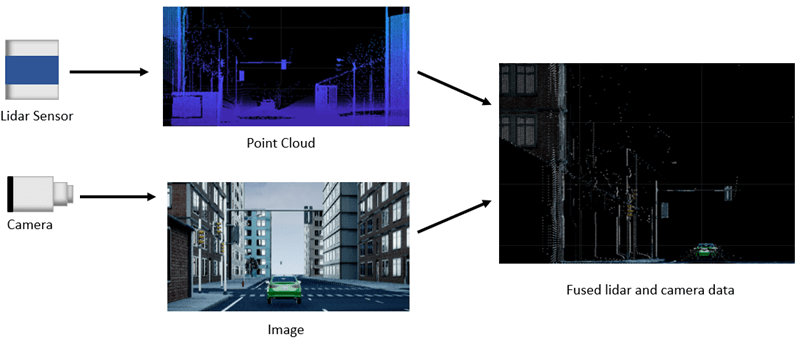 Lidar Sensor
Point Cloud
Camera
Image
Fused lidar and camera data